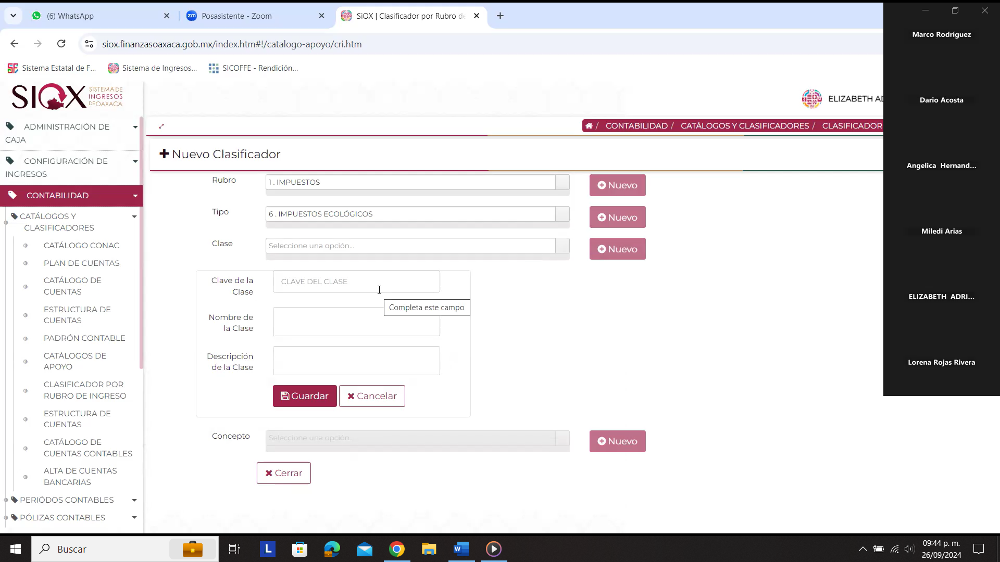 (6) WhatsApp
Posasistente - Zoom
SiOX | Clasificador por Rubro de
siox.finanzasoaxaca.gob.mx/index.htm#!/catalogo-apoyo/cri.htm
Sistema Estatal de F...
Sistema de Ingresos...
SICOFFE - Rendición...
SIOX SISTEMA DE INGRESOS DE OAXACA
ELIZABETH AD
ADMINISTRACIÓN DE
CAJA
CONFIGURACIÓN DE
INGRESOS
CONTABILIDAD
CATÁLOGOS Y
CLASIFICADORES
CATÁLOGO CONAC
PLAN DE CUENTAS
CATÁLOGO DE
CUENTAS
ESTRUCTURA DE
CUENTAS
PADRÓN CONTABLE
CATÁLOGOS DE
APOYO
CLASIFICADOR POR
RUBRO DE INGRESO
ESTRUCTURA DE
CUENTAS
CATÁLOGO DE
CUENTAS CONTABLES
ALTA DE CUENTAS
BANCARIAS
PERIÓDOS CONTABLES
PÓLIZAS CONTABLES
/ CONTABILIDAD / CATÁLOGOS Y CLASIFICADORES / CLASIFICADOR
Nuevo Clasificador
Rubro
1 . IMPUESTOS
Nuevo
Tipo
6 . IMPUESTOS ECOLÓGICOS
Nuevo
Clase
Seleccione una opción...
Nuevo
Clave de la
Clase
CLAVE DEL CLASE
Completa este campo
Nombre de
la Clase
Descripción
de la Clase
Guardar
Cancelar
Concepto
Seleccione una opción...
Nuevo
Cerrar
Marco Rodríguez
Dario Acosta
Angelica Hernand...
Miledi Arias
ELIZABETH ADRI...
Lorena Rojas Rivera
Buscar
L
09:44 p. m.
26/09/2024